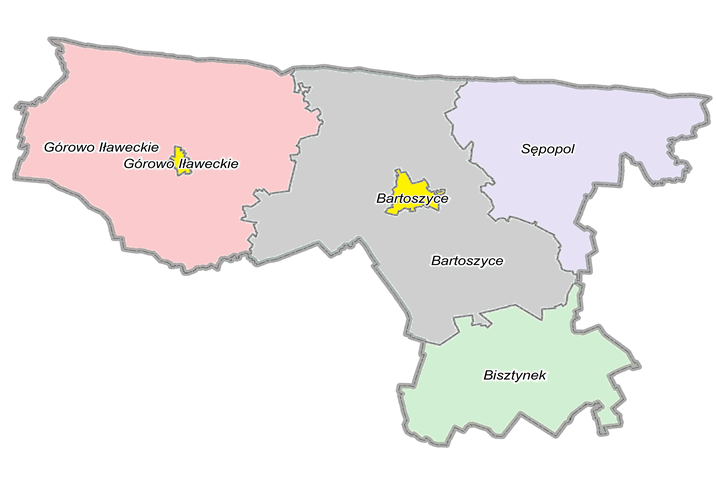 Górowo Iławeckie
Górowo Iławeckie
Sępopol
Bartoszyce
Bartoszyce
Bisztynek